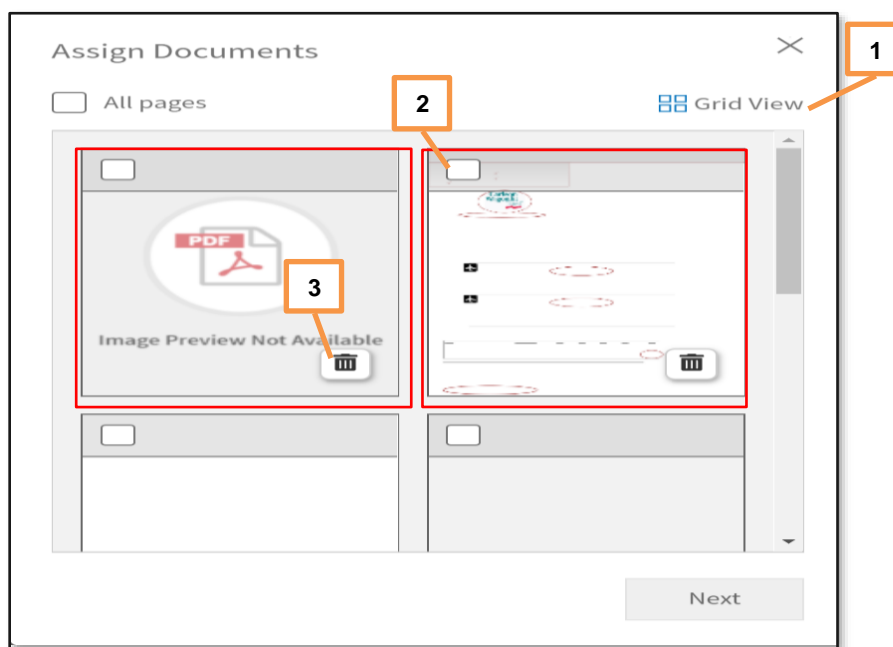 Assign Documents
1
All pages
2
Grid View
PDF
3
Image Preview Not Available
Next